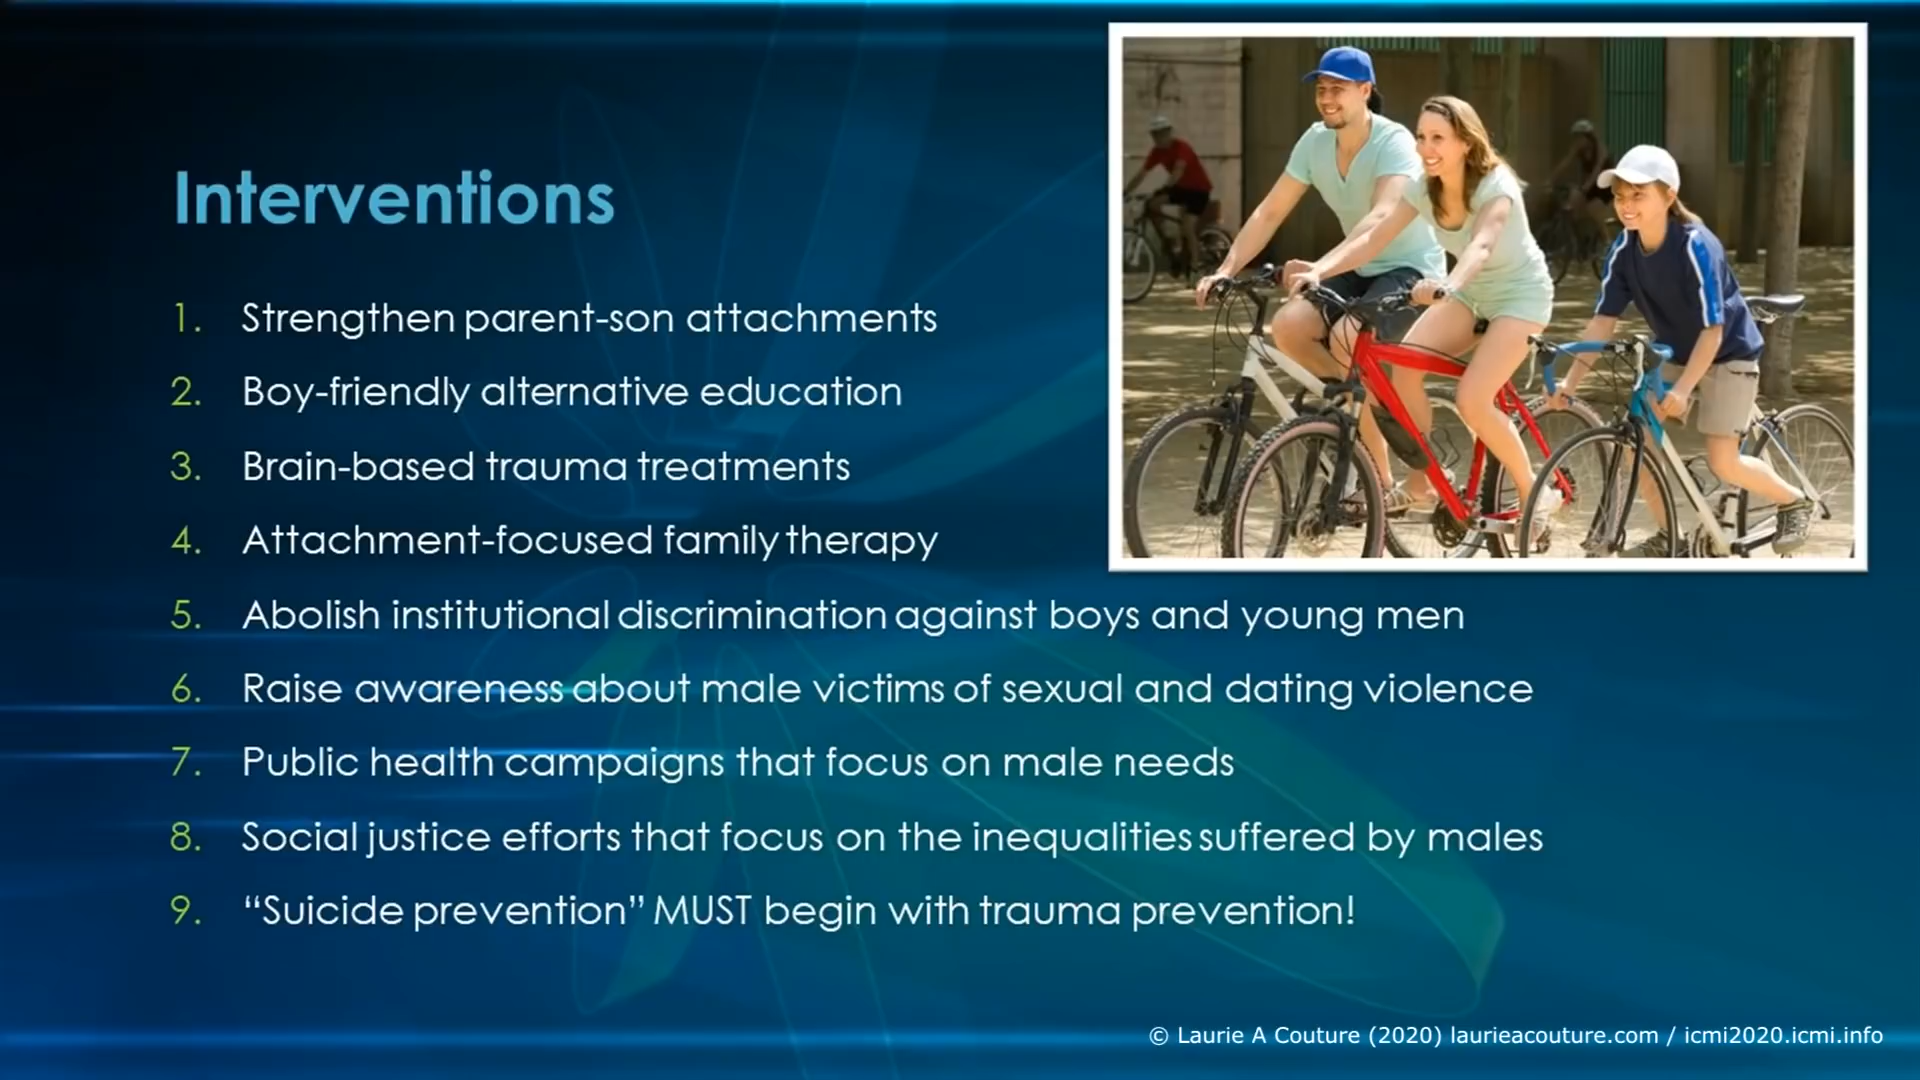 Interventions
1. Strengthen parent-son attachments
2. Boy-friendly alternative education
3. Brain-based trauma treatments
4. Attachment-focused family therapy
5. Abolish institutional discrimination against boys and young men
6. Raise awareness about male victims of sexual and dating violence
7. Public health campaigns that focus on male needs
8. Social justice efforts that focus on the inequalities suffered by males
9. “Suicide prevention” MUST begin with trauma prevention!
© Laurie A Couture (2020) laurieacouture.com / icmi2020.icmi.info